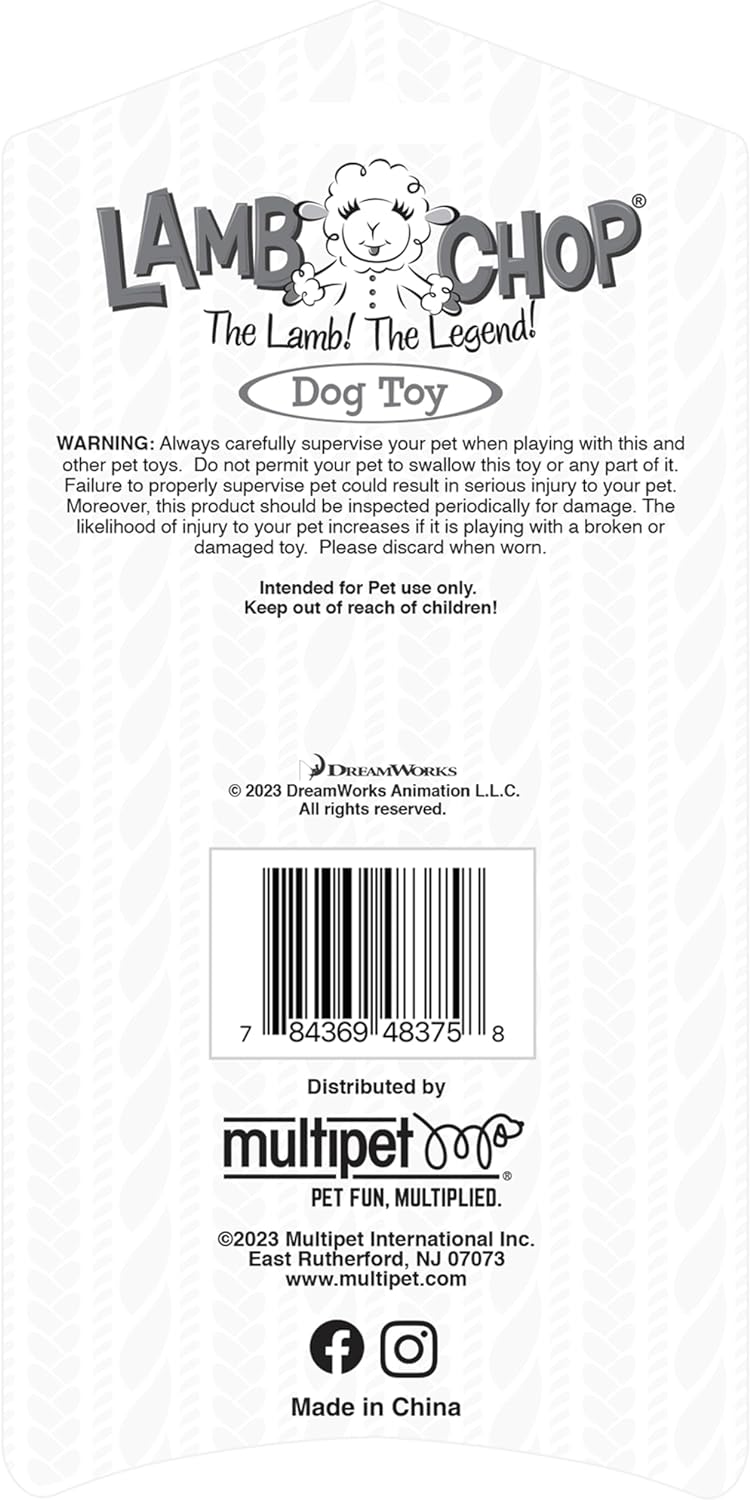 LAMB CHOP®
The Lamb! The Legend!
Dog Toy
WARNING: Always carefully supervise your pet when playing with this and
other pet toys.  Do not permit your pet to swallow this toy or any part of it.
Failure to properly supervise pet could result in serious injury to your pet.
Moreover, this product should be inspected periodically for damage. The
likelihood of injury to your pet increases if it is playing with a broken or
damaged toy.  Please discard when worn.
Intended for Pet use only.
Keep out of reach of children!
DREAMWORKS
© 2023 DreamWorks Animation L.L.C.
All rights reserved.
7 84369 48375 8
Distributed by
multipet®
PET FUN, MULTIPLIED.
©2023 Multipet International Inc.
East Rutherford, NJ 07073
www.multipet.com
Made in China